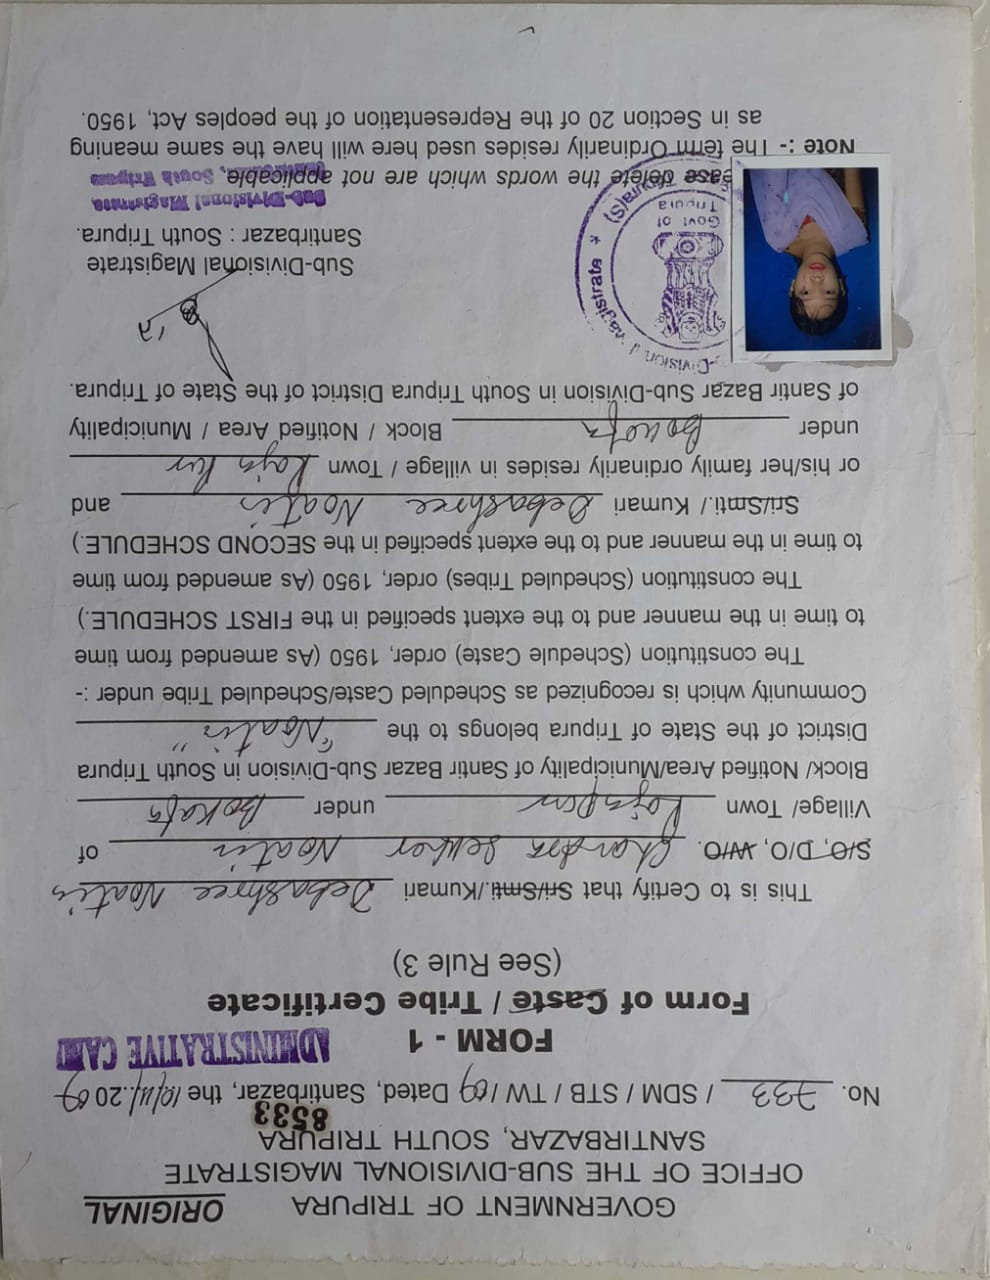 GOVERNMENT OF TRIPURA ORIGINAL
OFFICE OF THE SUB-DIVISIONAL MAGISTRATE
SANTIRBAZAR, SOUTH TRIPURA
8533
No. 733 / SDM / STB / TW / 09 Dated, Santirbazar, the 10/11/.20 09
ADMINISTRATIVE CAMP
FORM - 1
Form of Caste / Tribe Certificate
(See Rule 3)
This is to Certify that Sri/Smti./Kumari Debashree Noatia
S/O, D/O, W/O. Chandra Sekher Noatia of
Village/ Town Rajapur under Bokafa
Block/ Notified Area/Municipality of Santir Bazar Sub-Division in South Tripura
District of the State of Tripura belongs to the "Noatia"
Community which is recognized as Scheduled Caste/Scheduled Tribe under :-
The constitution (Schedule Caste) order, 1950 (As amended from time
to time in the manner and to the extent specified in the FIRST SCHEDULE.)
The constitution (Scheduled Tribes) order, 1950 (As amended from time
to time in the manner and to the extent specified in the SECOND SCHEDULE.)
Sri/Smti./ Kumari Debashree Noatia and
or his/her family ordinarily resides in village / Town Raja Pur
under Bokafa Block / Notified Area / Municipality
of Santir Bazar Sub-Division in South Tripura District of the State of Tripura.
b-Divisional Magistrate *
Govt of
Tripura
Sub-Divisional Magistrate
Santirbazar : South Tripura.
Sub-Divisional Magistrate
South Tripura
ease delete the words which are not applicable.
Note :- The term Ordinarily resides used here will have the same meaning
as in Section 20 of the Representation of the peoples Act, 1950.